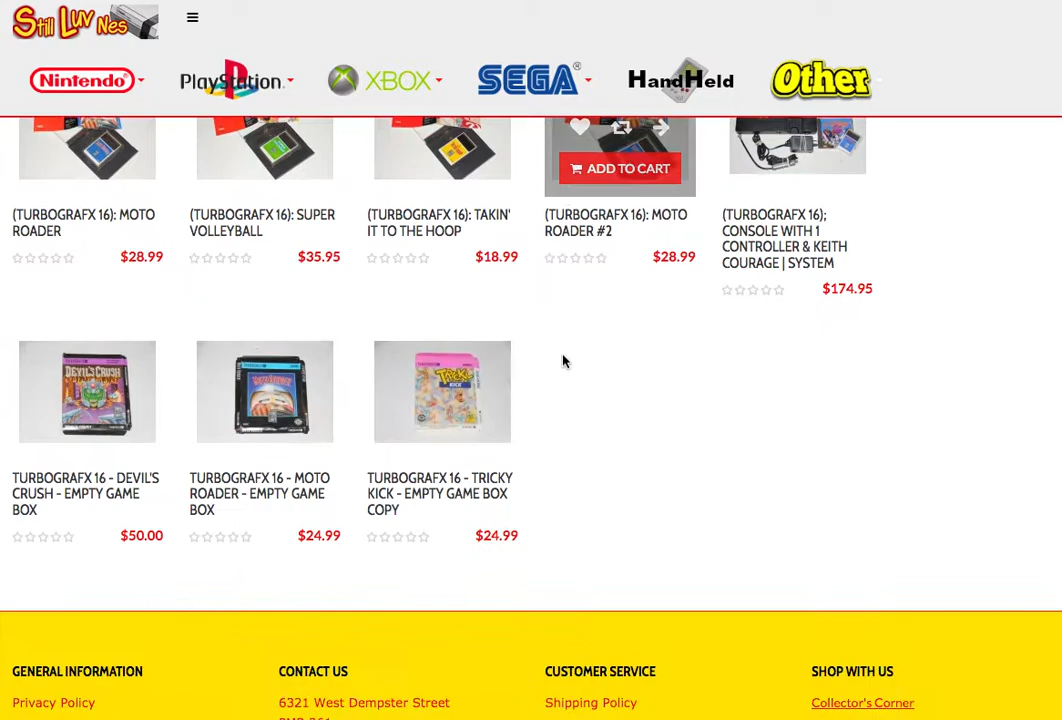 Still Luv Nes
Nintendo
PlayStation
XBOX
SEGA®
HandHeld
Other
ADD TO CART
(TURBOGRAFX 16): MOTO
ROADER
$28.99
(TURBOGRAFX 16): SUPER
VOLLEYBALL
$35.95
(TURBOGRAFX 16): TAKIN'
IT TO THE HOOP
$18.99
(TURBOGRAFX 16): MOTO
ROADER #2
$28.99
(TURBOGRAFX 16);
CONSOLE WITH 1
CONTROLLER & KEITH
COURAGE | SYSTEM
$174.95
DEVIL'S
CRUSH
TRICKY
KICK
TURBOGRAFX 16 - DEVIL'S
CRUSH - EMPTY GAME
BOX
$50.00
TURBOGRAFX 16 - MOTO
ROADER - EMPTY GAME
BOX
$24.99
TURBOGRAFX 16 - TRICKY
KICK - EMPTY GAME BOX
COPY
$24.99
GENERAL INFORMATION
Privacy Policy
CONTACT US
6321 West Dempster Street
CUSTOMER SERVICE
Shipping Policy
SHOP WITH US
Collector's Corner